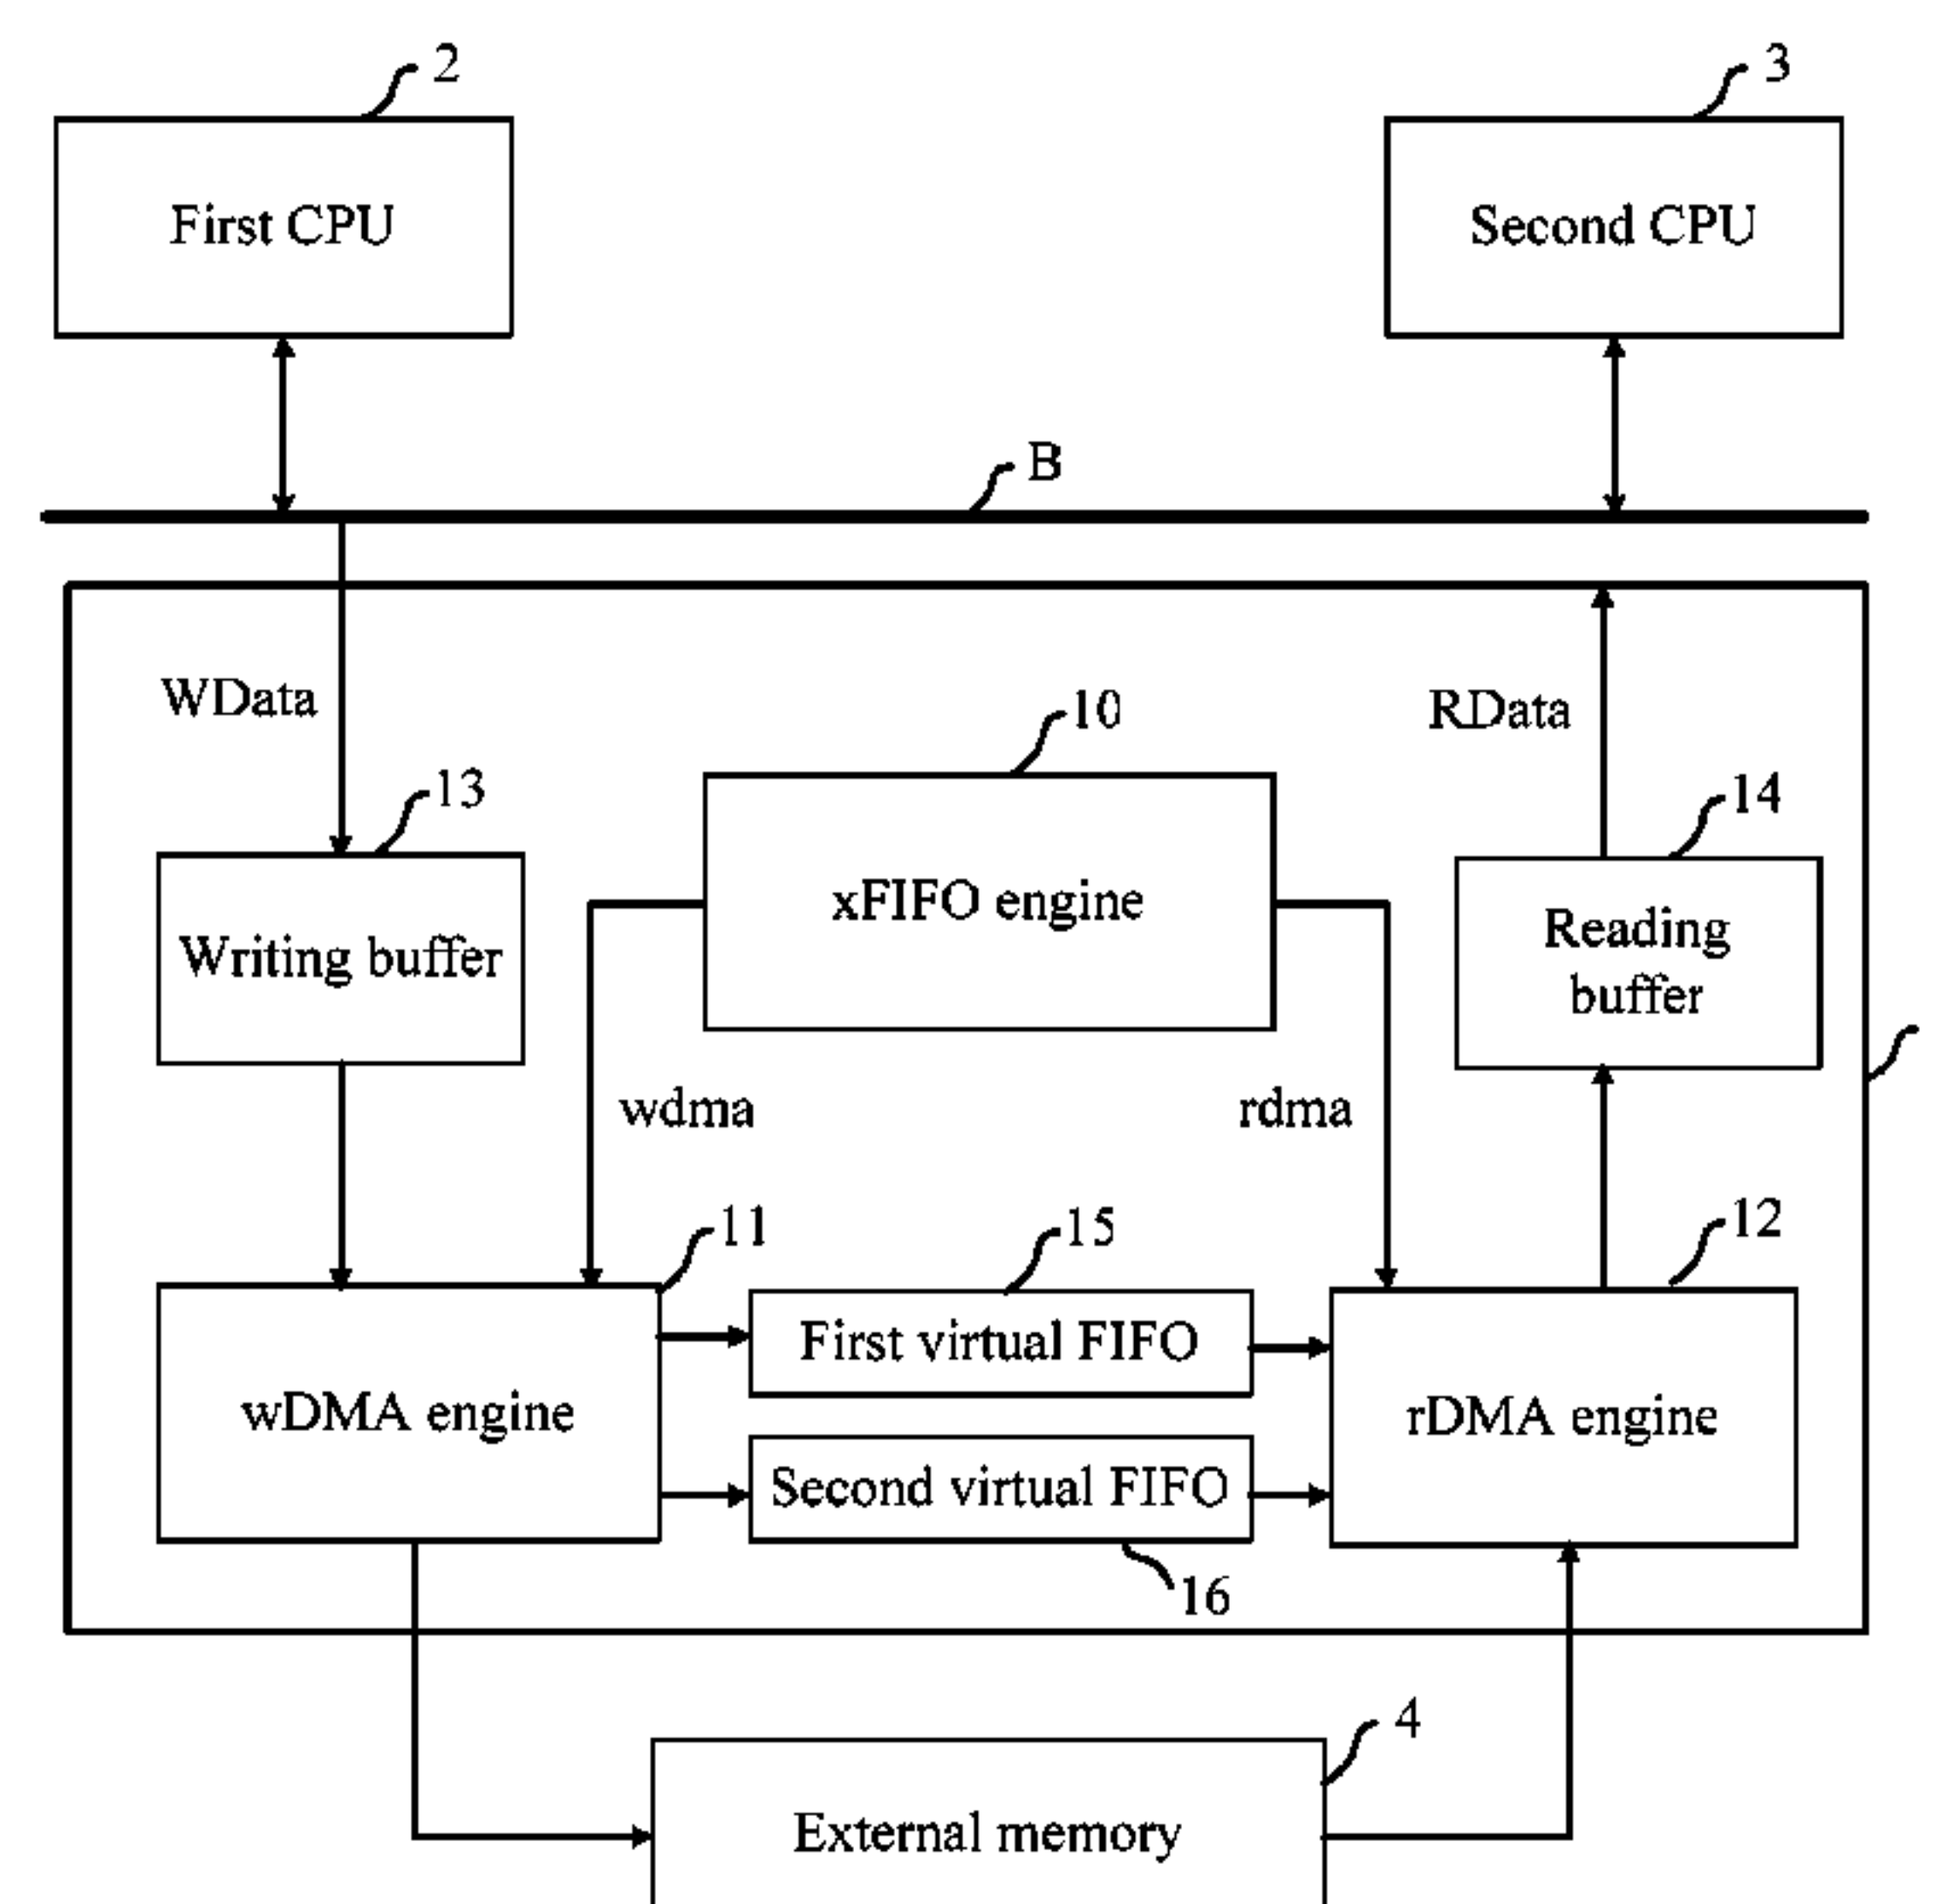 2
3
First CPU
Second CPU
B
WData
10
RData
13
14
xFIFO engine
Writing buffer
Reading
buffer
wdma
rdma
11
15
12
First virtual FIFO
wDMA engine
rDMA engine
Second virtual FIFO
16
4
External memory